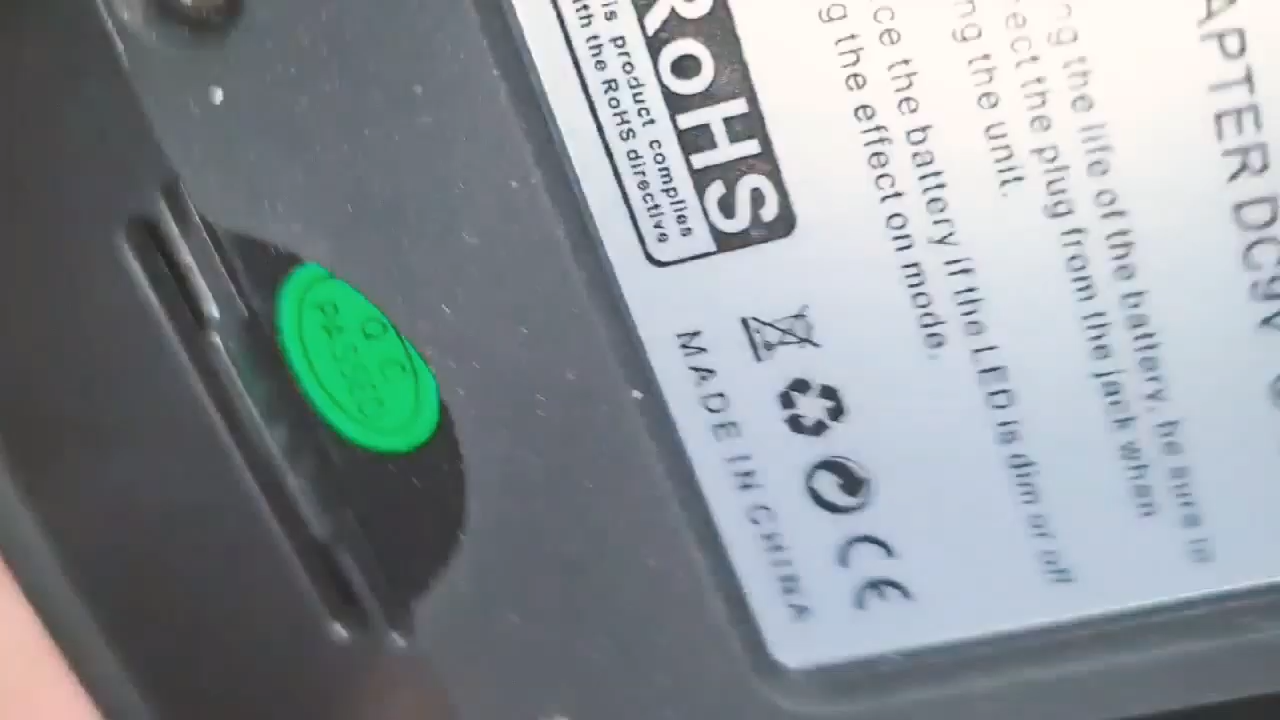 APTER DC9V
ng the life of the battery, be sure to
ect the plug from the jack when
ng the unit.
ce the battery if the LED is dim or off
g the effect on mode.
RoHS
is product complies
ith the RoHS directive
CE
MADE IN CHINA
Q C
PASSED